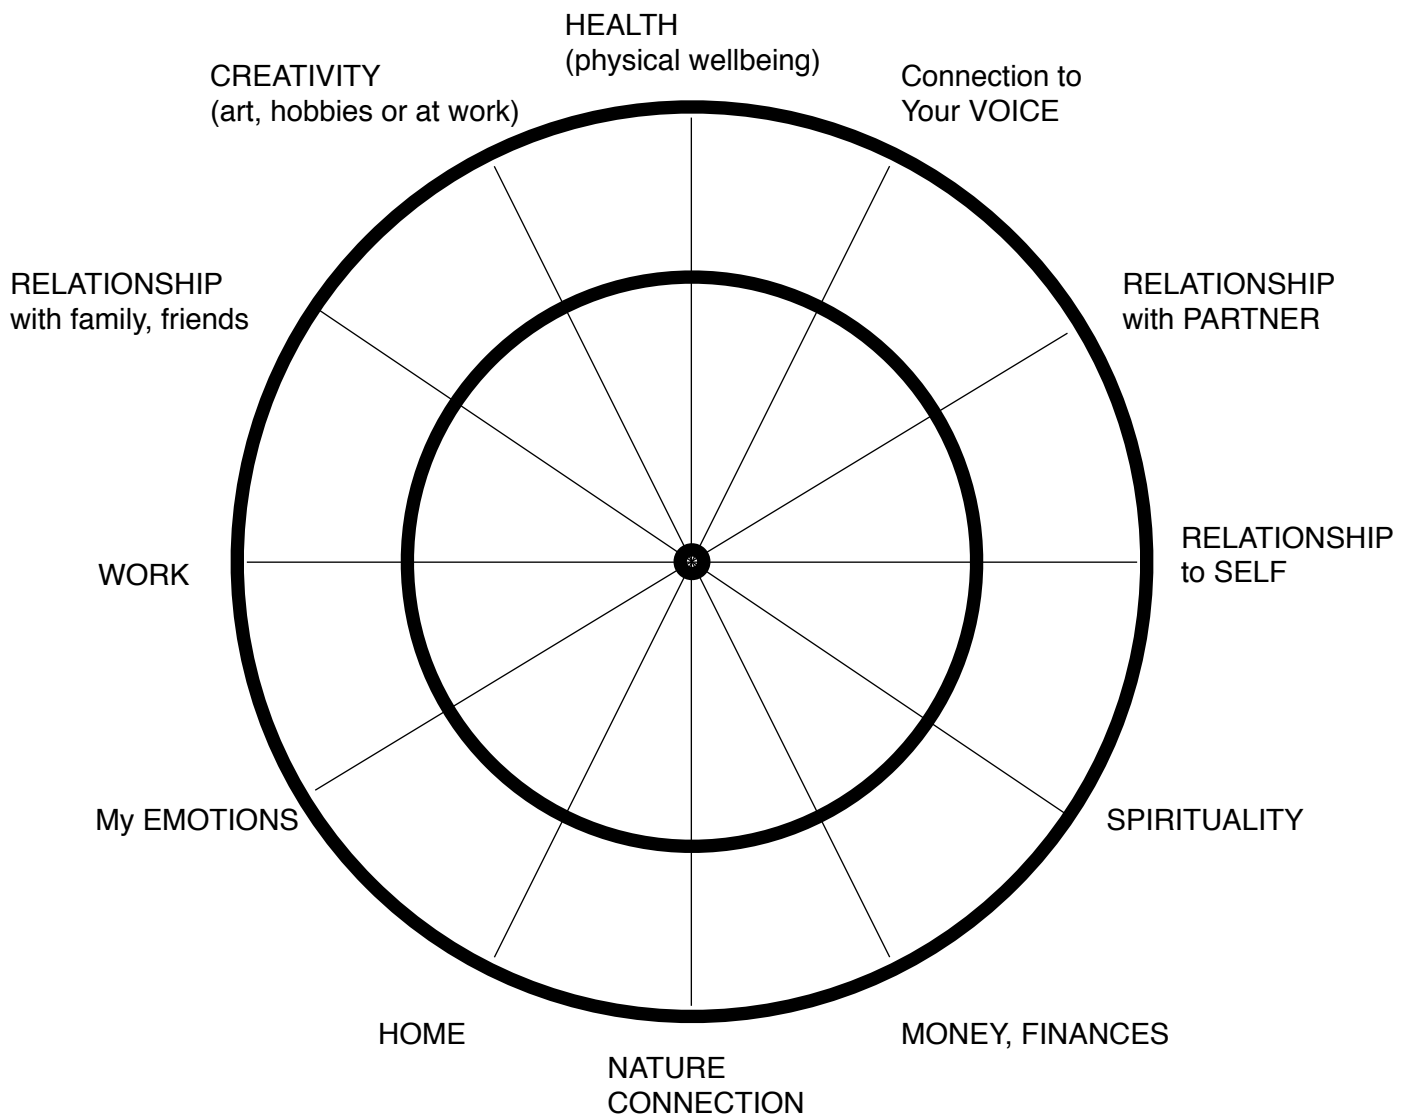 HEALTH
(physical wellbeing)
CREATIVITY
(art, hobbies or at work)
Connection to
Your VOICE
RELATIONSHIP
with family, friends
RELATIONSHIP
with PARTNER
WORK
RELATIONSHIP
to SELF
My EMOTIONS
SPIRITUALITY
HOME
MONEY, FINANCES
NATURE
CONNECTION